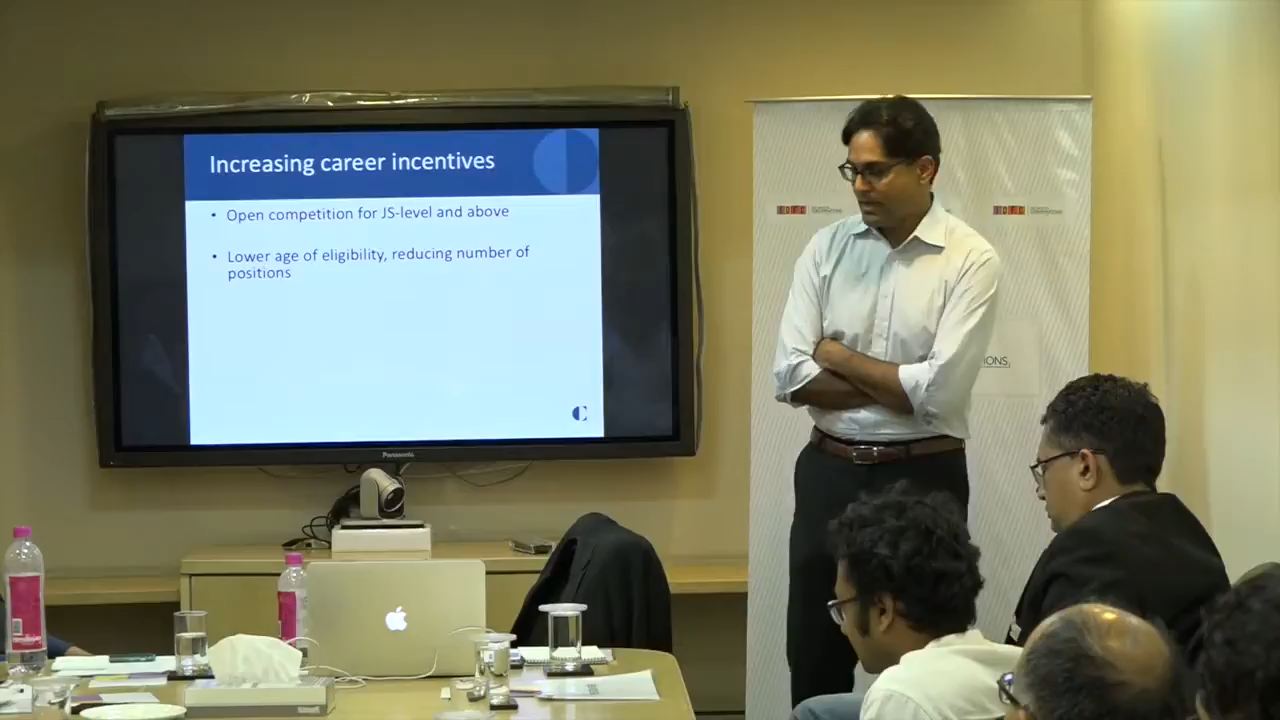 Increasing career incentives
• Open competition for JS-level and above
• Lower age of eligibility, reducing number of
positions
Panasonic
IONS